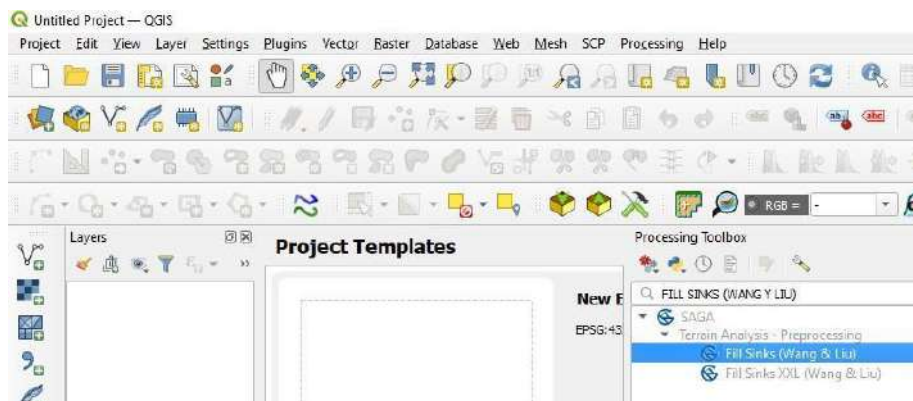 Untitled Project — QGIS
Project Edit View Layer Settings Plugins Vector Raster Database Web Mesh SCP Processing Help
RGB = -
Layers
Project Templates
New E
EPSG:43
Processing Toolbox
FILL SINKS (WANG Y LIU)
SAGA
Terrain Analysis - Preprocessing
Fill Sinks (Wang & Liu)
Fill Sinks XXL (Wang & Liu)